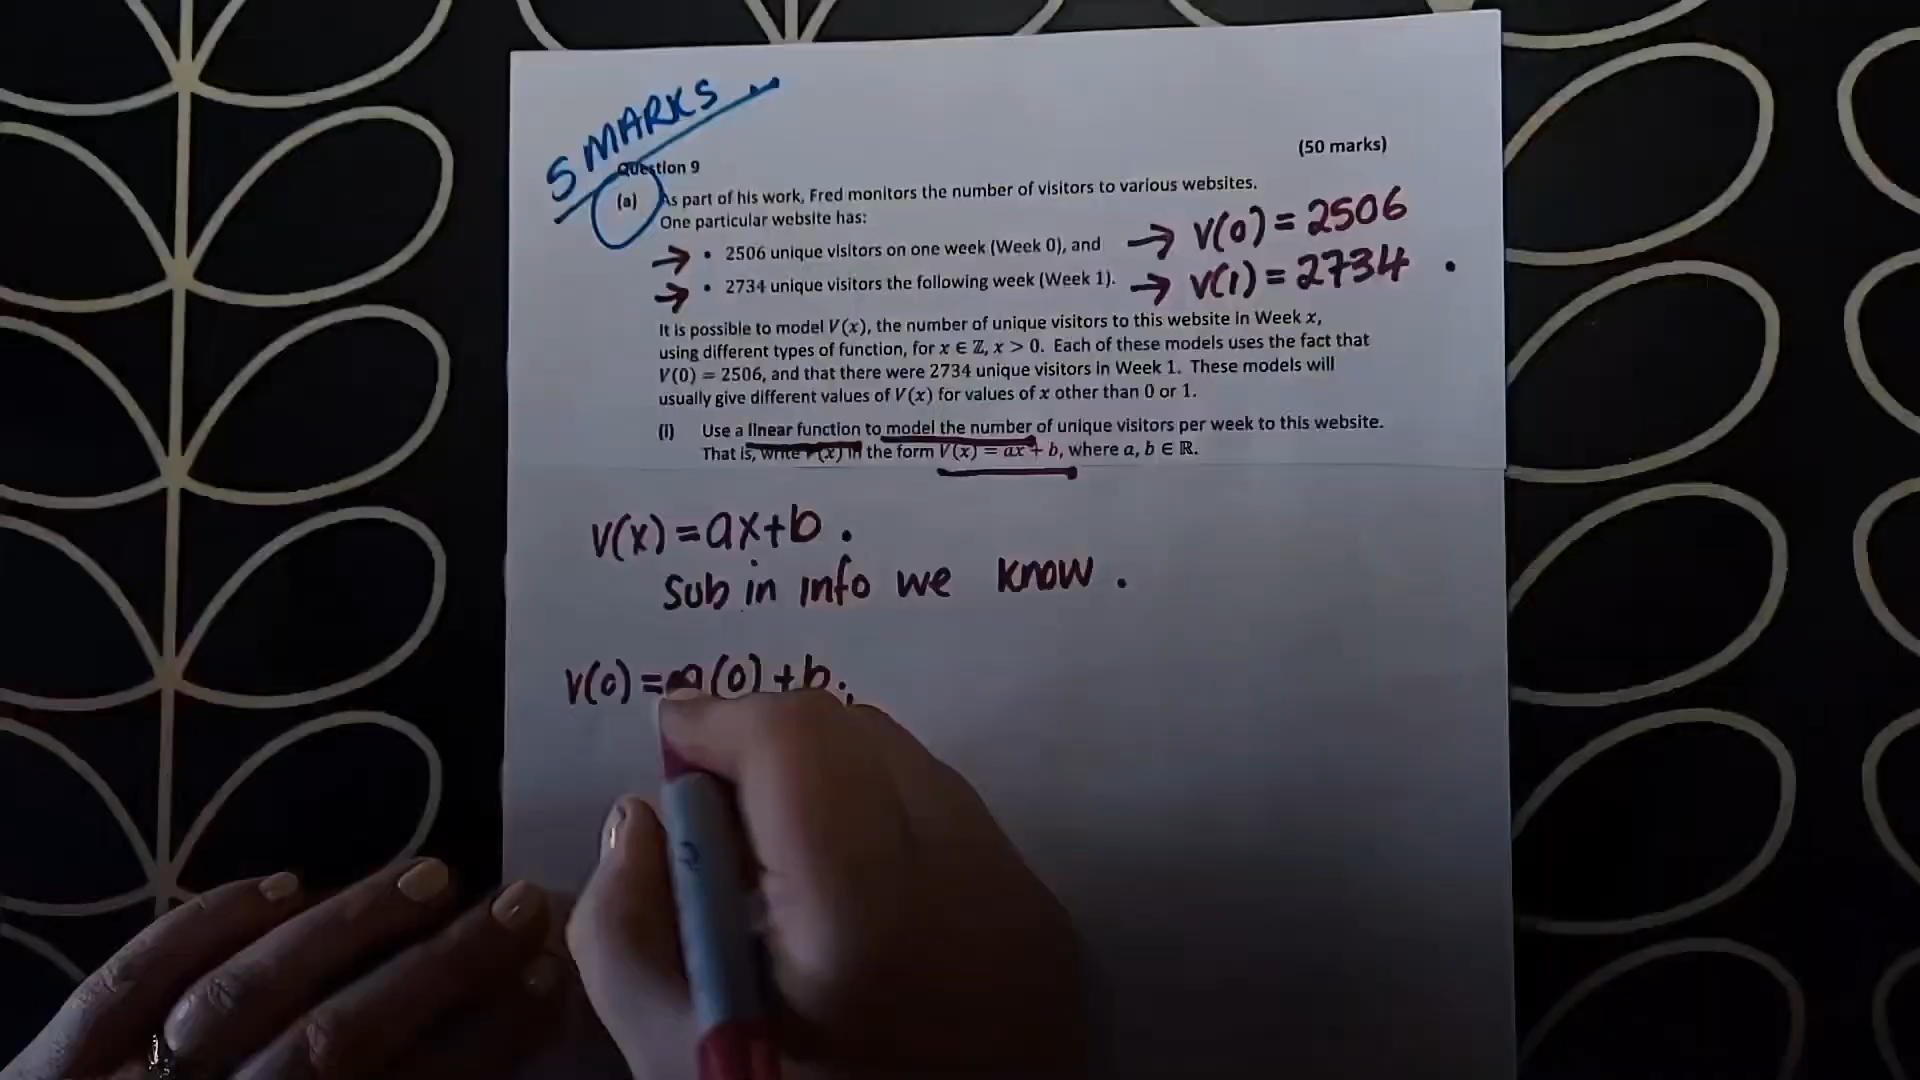 5 MARKS
(50 marks)
Question 9
(a) As part of his work, Fred monitors the number of visitors to various websites.
One particular website has:
→ • 2506 unique visitors on one week (Week 0), and → V(0) = 2506
→ • 2734 unique visitors the following week (Week 1). → V(1) = 2734 .
It is possible to model V(x), the number of unique visitors to this website in Week x,
using different types of function, for x ∈ ℤ, x > 0. Each of these models uses the fact that
V(0) = 2506, and that there were 2734 unique visitors in Week 1. These models will
usually give different values of V(x) for values of x other than 0 or 1.
(i) Use a linear function to model the number of unique visitors per week to this website.
That is, write V(x) in the form V(x) = ax + b, where a, b ∈ ℝ.
V(x) = ax+b .
Sub in info we know .
V(0) = a(0) + b .